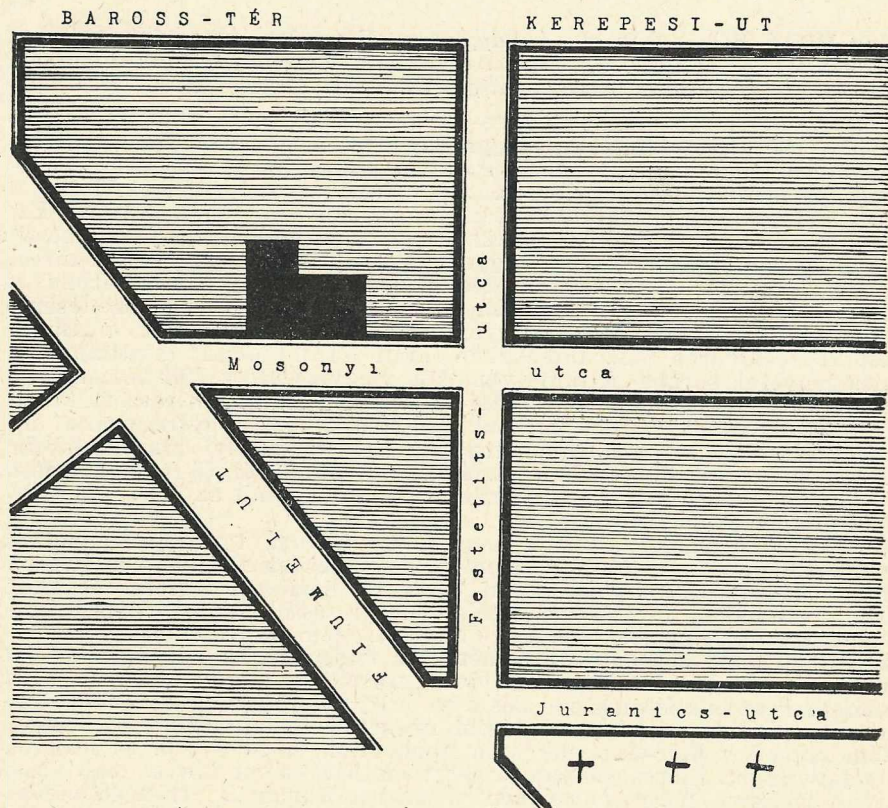 BAROSS-TÉR
KEREPESI-UT
Mosonyi - utca
Festetits- utca
FIUMEI UT
Juranics-utca